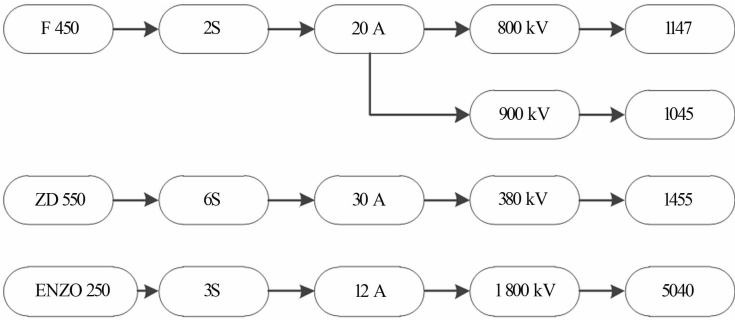 F 450 2S 20 A 800 kV 1147
900 kV 1045
ZD 550 6S 30 A 380 kV 1455
ENZO 250 3S 12 A 1 800 kV 5040